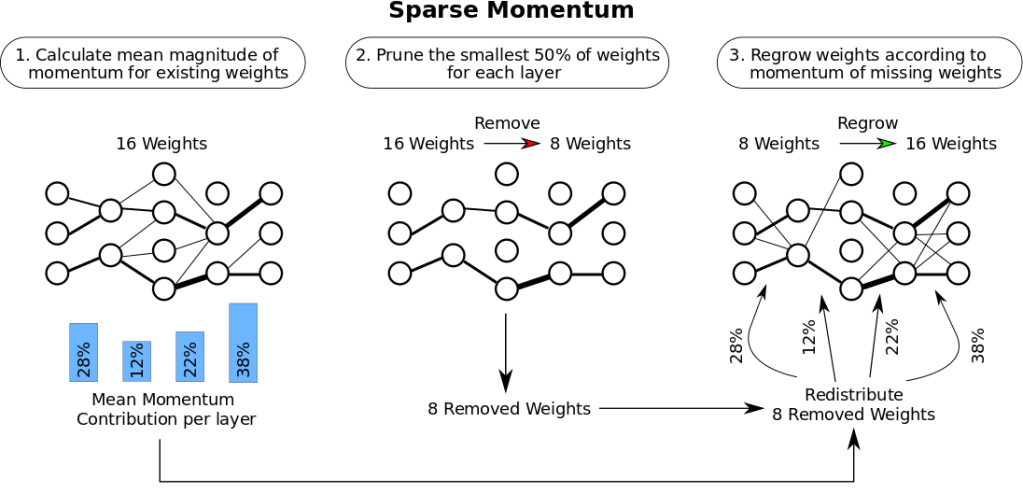 Sparse Momentum
1. Calculate mean magnitude of
momentum for existing weights
2. Prune the smallest 50% of weights
for each layer
3. Regrow weights according to
momentum of missing weights
16 Weights
Remove
16 Weights
8 Weights
Regrow
8 Weights
16 Weights
28%
12%
22%
38%
Mean Momentum
Contribution per layer
8 Removed Weights
28%
12%
22%
38%
Redistribute
8 Removed Weights